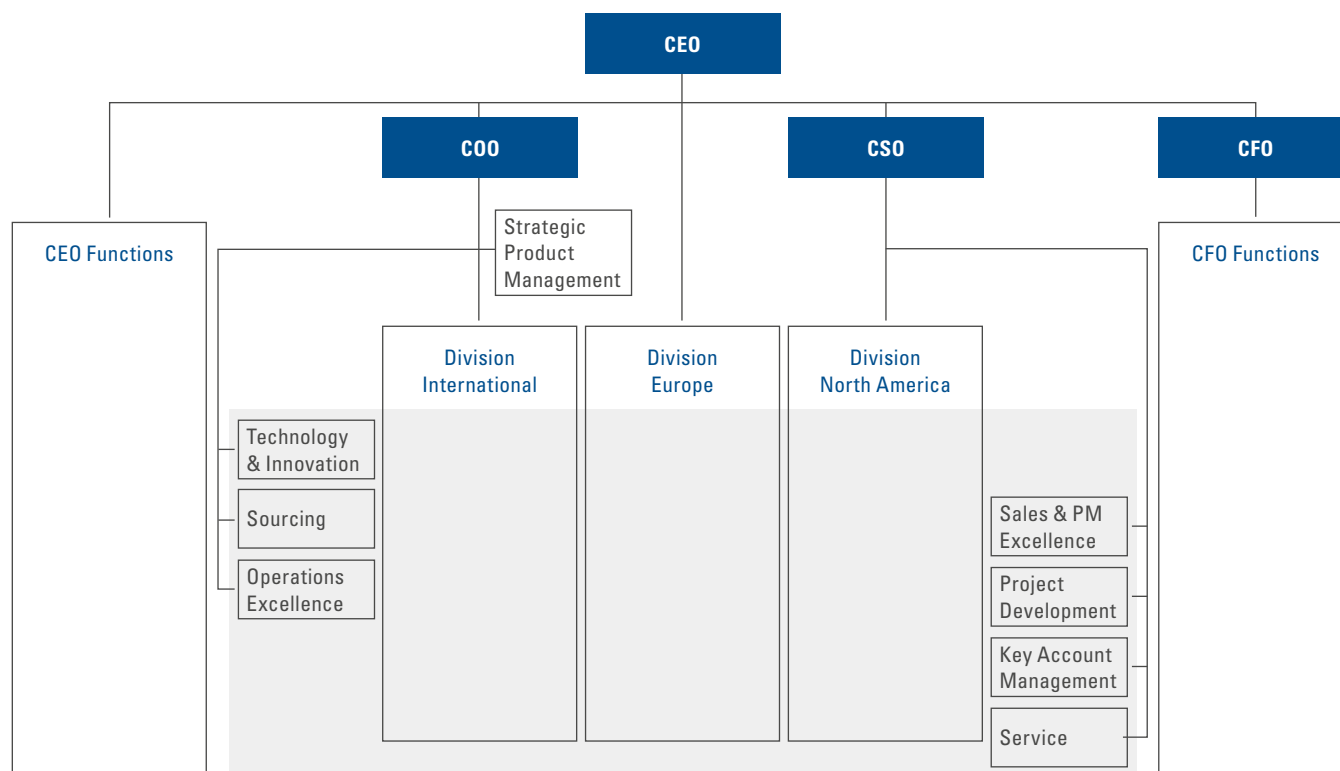 CEO
COO
CSO
CFO
CEO Functions
Strategic
Product
Management
CFO Functions
Division
International
Division
Europe
Division
North America
Technology
& Innovation
Sourcing
Operations
Excellence
Sales & PM
Excellence
Project
Development
Key Account
Management
Service